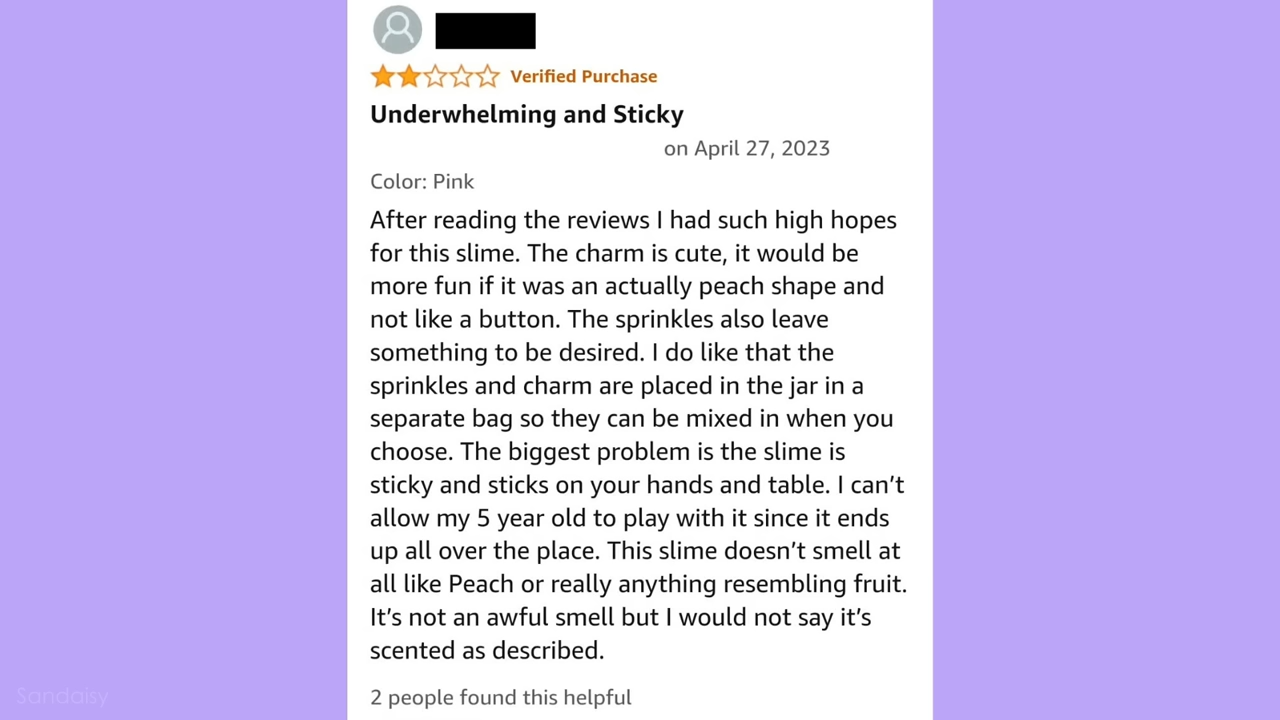 Verified Purchase
Underwhelming and Sticky
on April 27, 2023
Color: Pink
After reading the reviews I had such high hopes
for this slime. The charm is cute, it would be
more fun if it was an actually peach shape and
not like a button. The sprinkles also leave
something to be desired. I do like that the
sprinkles and charm are placed in the jar in a
separate bag so they can be mixed in when you
choose. The biggest problem is the slime is
sticky and sticks on your hands and table. I can’t
allow my 5 year old to play with it since it ends
up all over the place. This slime doesn’t smell at
all like Peach or really anything resembling fruit.
It’s not an awful smell but I would not say it’s
scented as described.
2 people found this helpful
Sandaisy